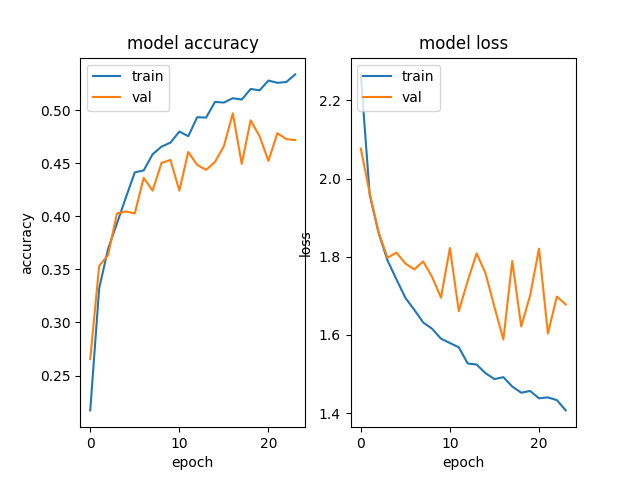 model accuracy
train
val
0.50
0.45
0.40
0.35
0.30
0.25
accuracy
0
10
20
epoch
model loss
train
val
2.2
2.0
1.8
1.6
1.4
loss
0
10
20
epoch